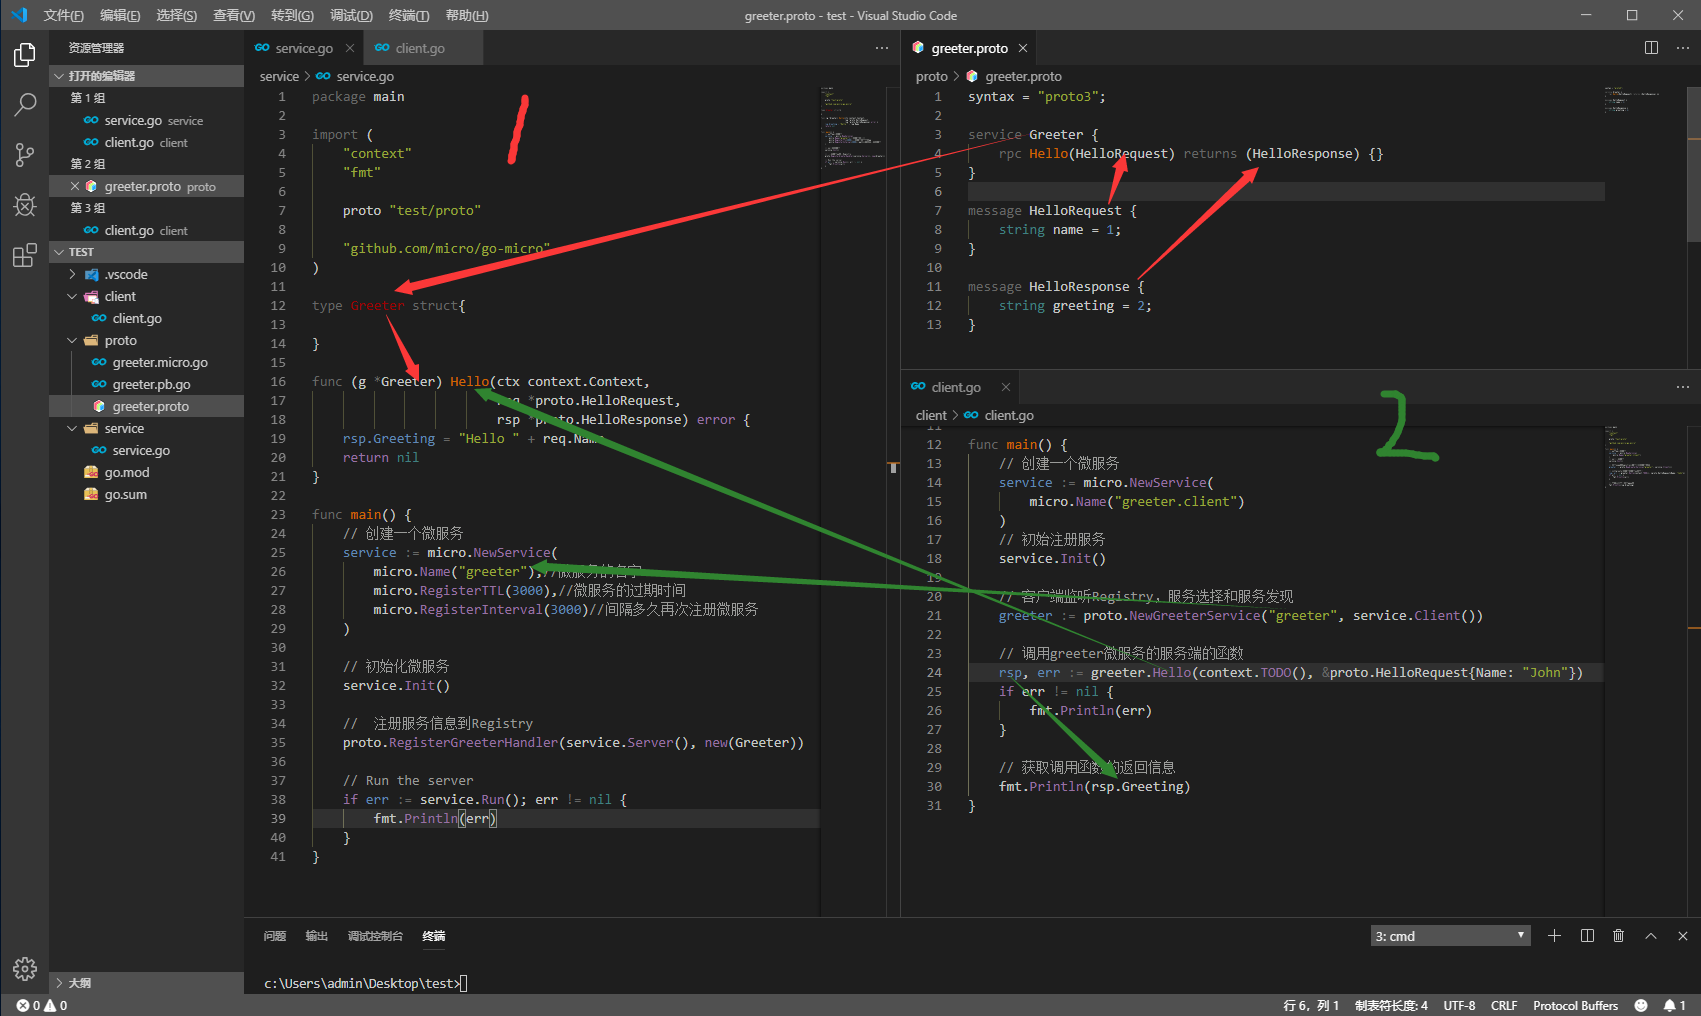 文件(F) 编辑(E) 选择(S) 查看(V) 转到(G) 调试(D) 终端(T) 帮助(H)
greeter.proto - test - Visual Studio Code
资源管理器
打开的编辑器
第 1 组
service.go service
client.go client
第 2 组
greeter.proto proto
第 3 组
client.go client
TEST
.vscode
client
client.go
proto
greeter.micro.go
greeter.pb.go
greeter.proto
service
service.go
go.mod
go.sum
大纲
service.go
client.go
service > service.go
1 package main
2
3 import (
4 "context"
5 "fmt"
6
7 proto "test/proto"
8
9 "github.com/micro/go-micro"
10 )
11
12 type Greeter struct{
13
14 }
15
16 func (g *Greeter) Hello(ctx context.Context,
17 *proto.HelloRequest,
18 rsp *proto.HelloResponse) error {
19 rsp.Greeting = "Hello " + req.Name
20 return nil
21 }
22
23 func main() {
24 // 创建一个微服务
25 service := micro.NewService(
26 micro.Name("greeter"),//微服务的名字
27 micro.RegisterTTL(3000),//微服务的过期时间
28 micro.RegisterInterval(3000)//间隔多久再次注册微服务
29 )
30
31 // 初始化微服务
32 service.Init()
33
34 // 注册服务信息到Registry
35 proto.RegisterGreeterHandler(service.Server(), new(Greeter))
36
37 // Run the server
38 if err := service.Run(); err != nil {
39 fmt.Println(err)
40 }
41 }
1
greeter.proto
proto > greeter.proto
1 syntax = "proto3";
2
3 service Greeter {
4 rpc Hello(HelloRequest) returns (HelloResponse) {}
5 }
6
7 message HelloRequest {
8 string name = 1;
9 }
10
11 message HelloResponse {
12 string greeting = 2;
13 }
client.go
client > client.go
2
11
12 func main() {
13 // 创建一个微服务
14 service := micro.NewService(
15 micro.Name("greeter.client")
16 )
17 // 初始注册服务
18 service.Init()
19
20 // 客户端监听Registry，服务选择和服务发现
21 greeter := proto.NewGreeterService("greeter", service.Client())
22
23 // 调用greeter微服务的服务端的函数
24 rsp, err := greeter.Hello(context.TODO(), &proto.HelloRequest{Name: "John"})
25 if err != nil {
26 fmt.Println(err)
27 }
28
29 // 获取调用函数的返回信息
30 fmt.Println(rsp.Greeting)
31 }
问题 输出 调试控制台 终端
3: cmd
c:\Users\admin\Desktop\test>
0 0
行 6，列 1 制表符长度: 4 UTF-8 CRLF Protocol Buffers 1